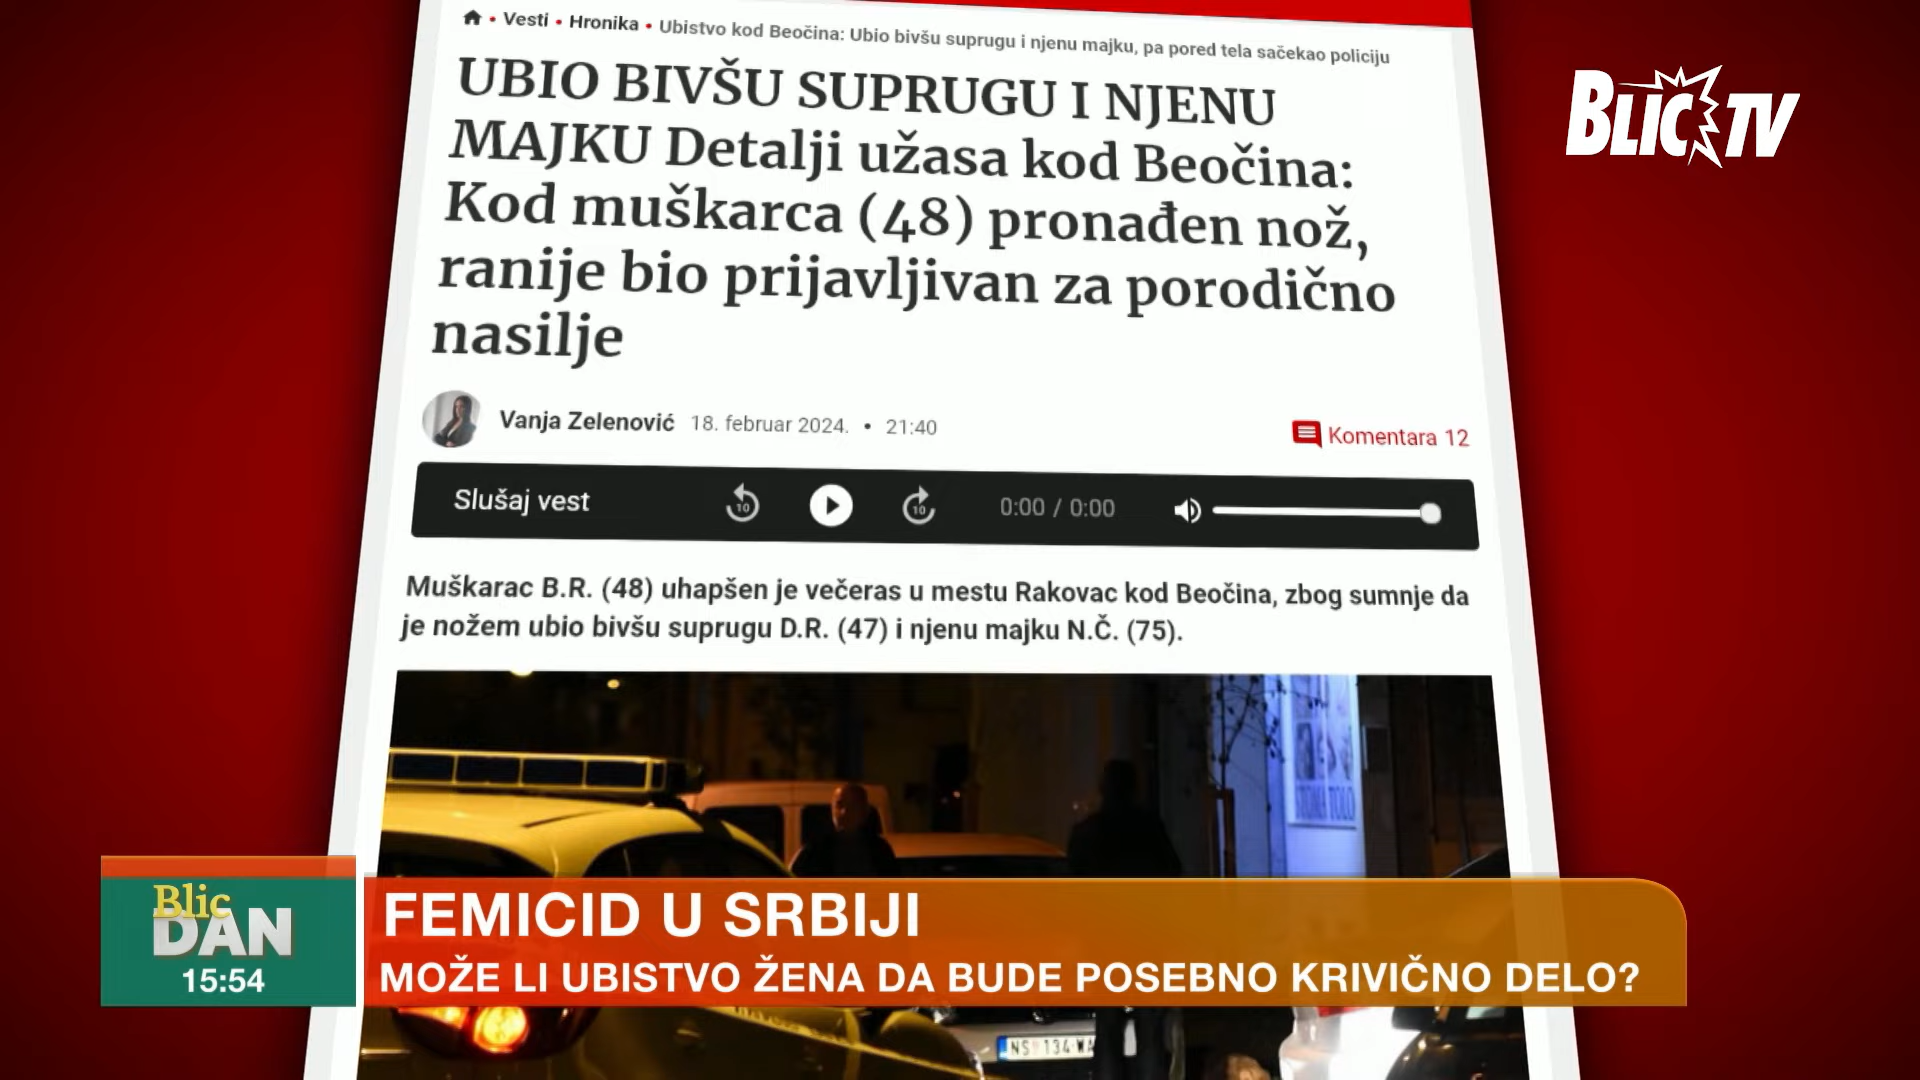 • Vesti • Hronika • Ubistvo kod Beočina: Ubio bivšu suprugu i njenu majku, pa pored tela sačekao policiju
UBIO BIVŠU SUPRUGU I NJENU
MAJKU Detalji užasa kod Beočina:
Kod muškarca (48) pronađen nož,
ranije bio prijavljivan za porodično
nasilje
BLIC TV
Vanja Zelenović 18. februar 2024. • 21:40
Komentara 12
Slušaj vest 10 10 0:00 / 0:00
Muškarac B.R. (48) uhapšen je večeras u mestu Rakovac kod Beočina, zbog sumnje da
je nožem ubio bivšu suprugu D.R. (47) i njenu majku N.Č. (75).
Blic
DAN
15:54
FEMICID U SRBIJI
MOŽE LI UBISTVO ŽENA DA BUDE POSEBNO KRIVIČNO DELO?
NS 134